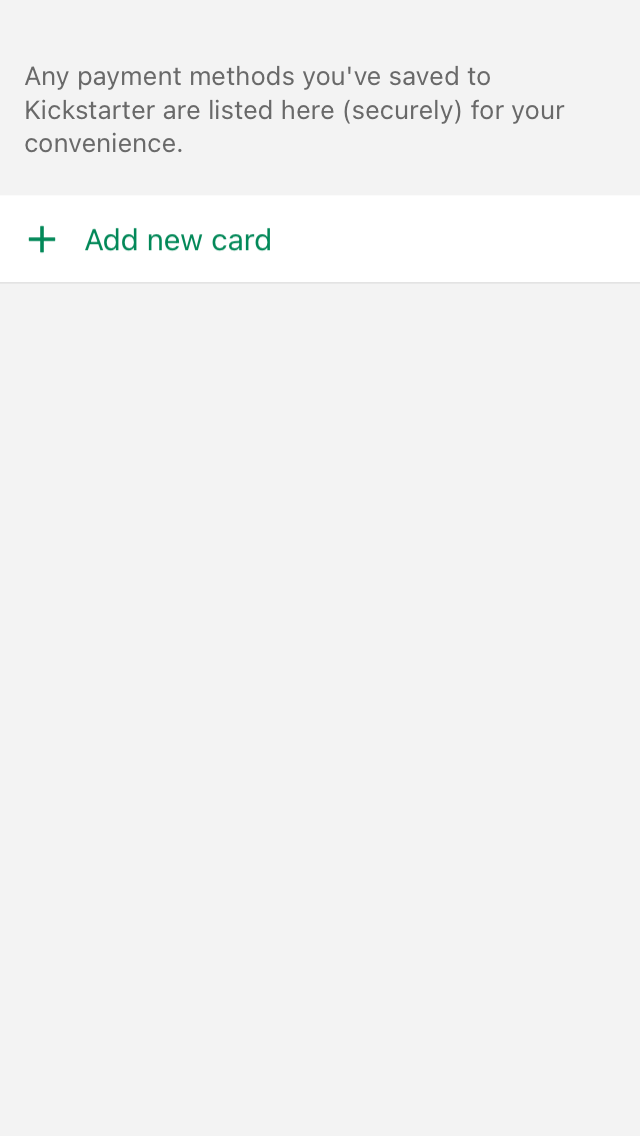 Any payment methods you've saved to
Kickstarter are listed here (securely) for your
convenience.
Add new card